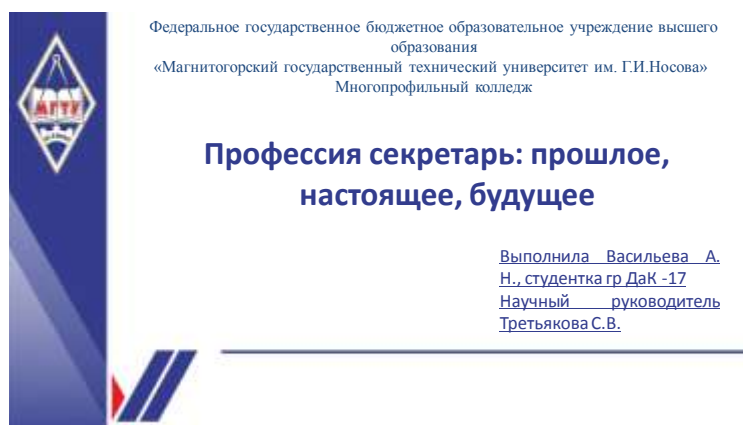 Федеральное государственное бюджетное образовательное учреждение высшего
образования
«Магнитогорский государственный технический университет им. Г.И.Носова»
Многопрофильный колледж
МГТУ
Профессия секретарь: прошлое,
настоящее, будущее
Выполнила Васильева А.
Н., студентка гр ДаК -17
Научный руководитель
Третьякова С.В.